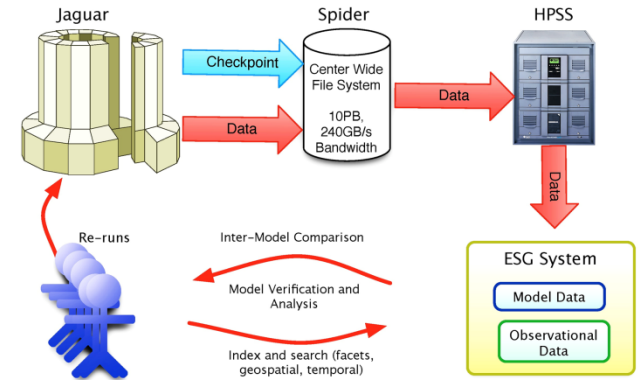 Jaguar
Spider
HPSS
Checkpoint
Data
Center Wide
File System
10PB,
240GB/s
Bandwidth
Data
Data
Re-runs
Inter-Model Comparison
Model Verification and
Analysis
Index and search (facets,
geospatial, temporal)
ESG System
Model Data
Observational
Data